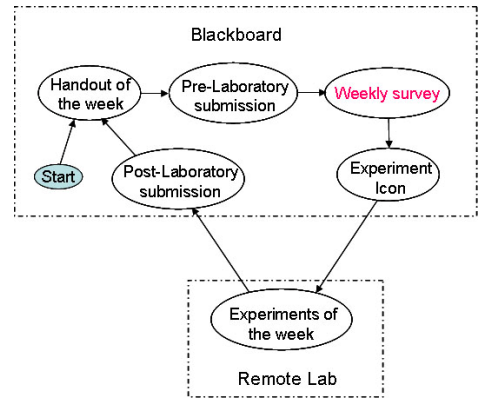 Blackboard
Handout of
the week
Pre-Laboratory
submission
Weekly survey
Start
Post-Laboratory
submission
Experiment
Icon
Experiments of
the week
Remote Lab